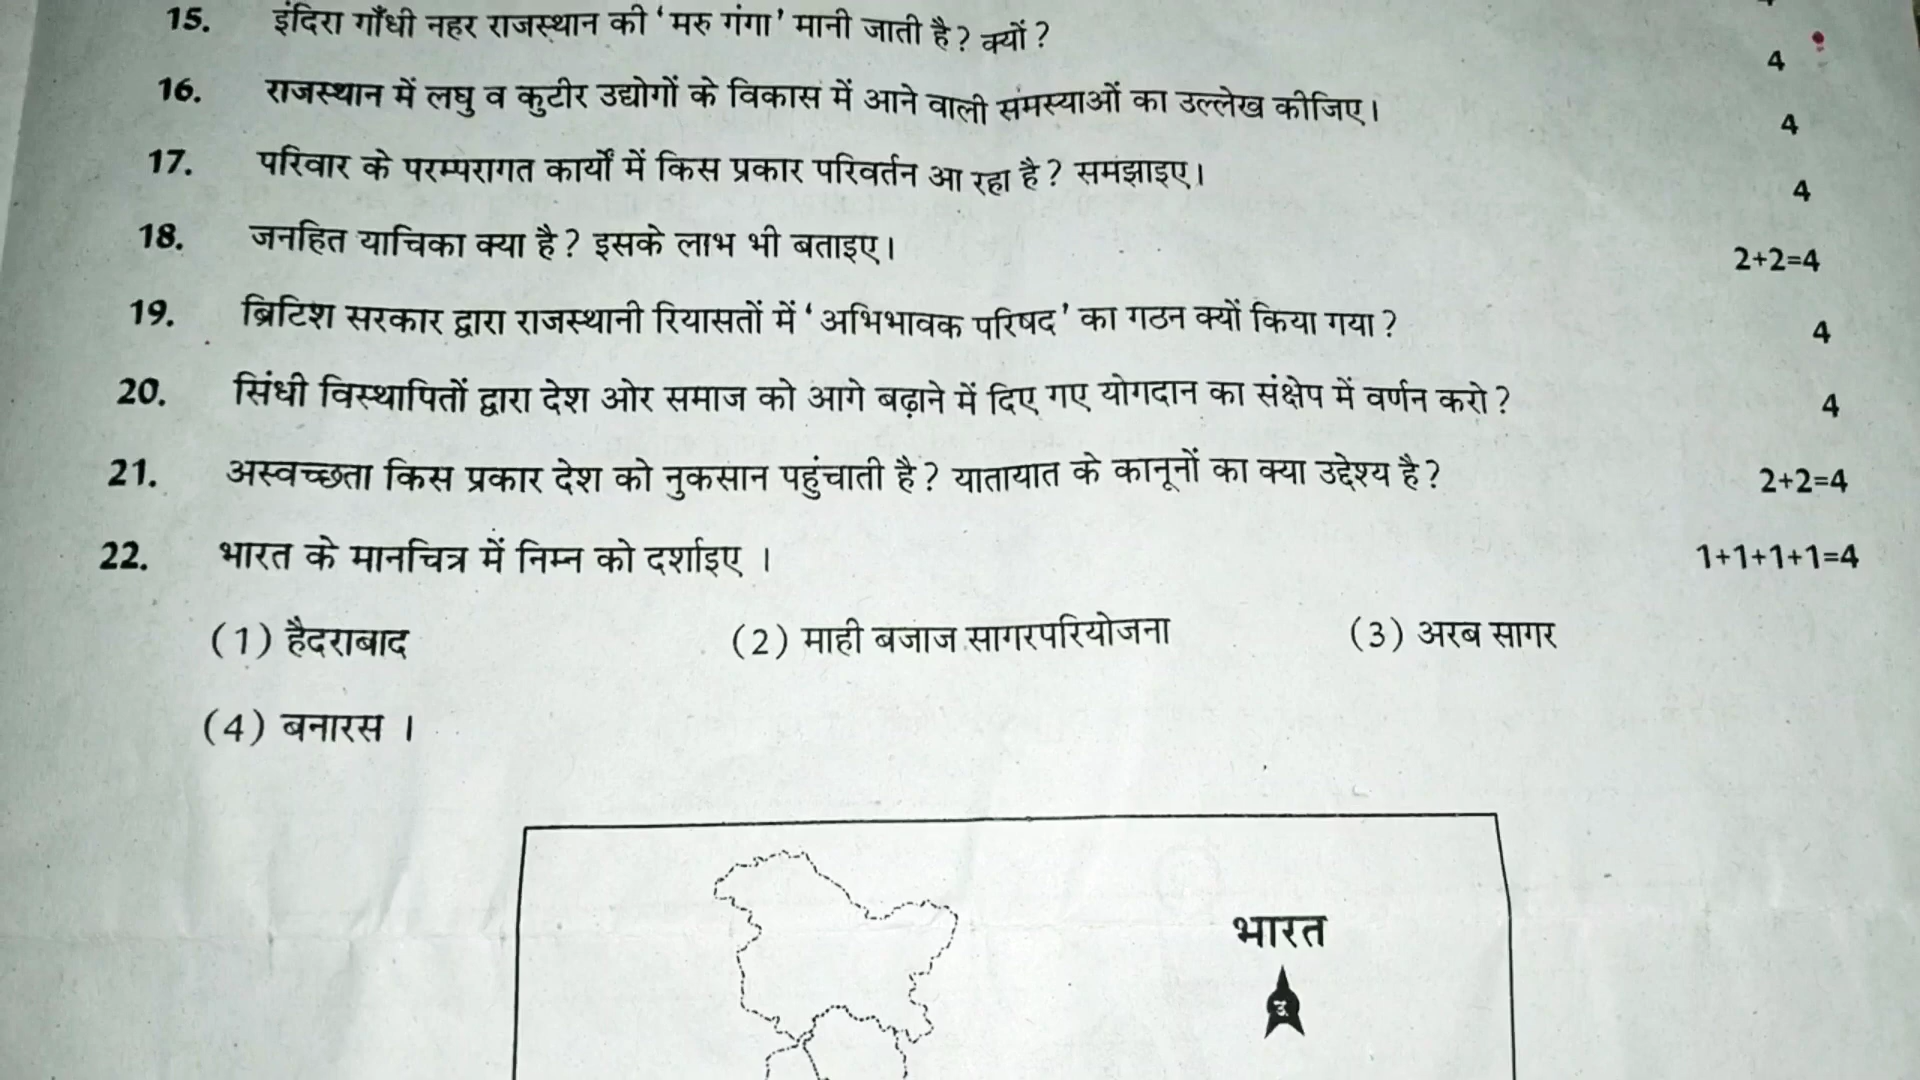 15. इंदिरा गाँधी नहर राजस्थान की ‘मरु गंगा’ मानी जाती है? क्यों? 4
16. राजस्थान में लघु व कुटीर उद्योगों के विकास में आने वाली समस्याओं का उल्लेख कीजिए। 4
17. परिवार के परम्परागत कार्यों में किस प्रकार परिवर्तन आ रहा है? समझाइए। 4
18. जनहित याचिका क्या है? इसके लाभ भी बताइए। 2+2=4
19. ब्रिटिश सरकार द्वारा राजस्थानी रियासतों में ‘अभिभावक परिषद’ का गठन क्यों किया गया? 4
20. सिंधी विस्थापितों द्वारा देश ओर समाज को आगे बढ़ाने में दिए गए योगदान का संक्षेप में वर्णन करो? 4
21. अस्वच्छता किस प्रकार देश को नुकसान पहुंचाती है? यातायात के कानूनों का क्या उद्देश्य है? 2+2=4
22. भारत के मानचित्र में निम्न को दर्शाइए । 1+1+1+1=4
(1) हैदराबाद (2) माही बजाज सागरपरियोजना (3) अरब सागर
(4) बनारस ।
भारत
उ.